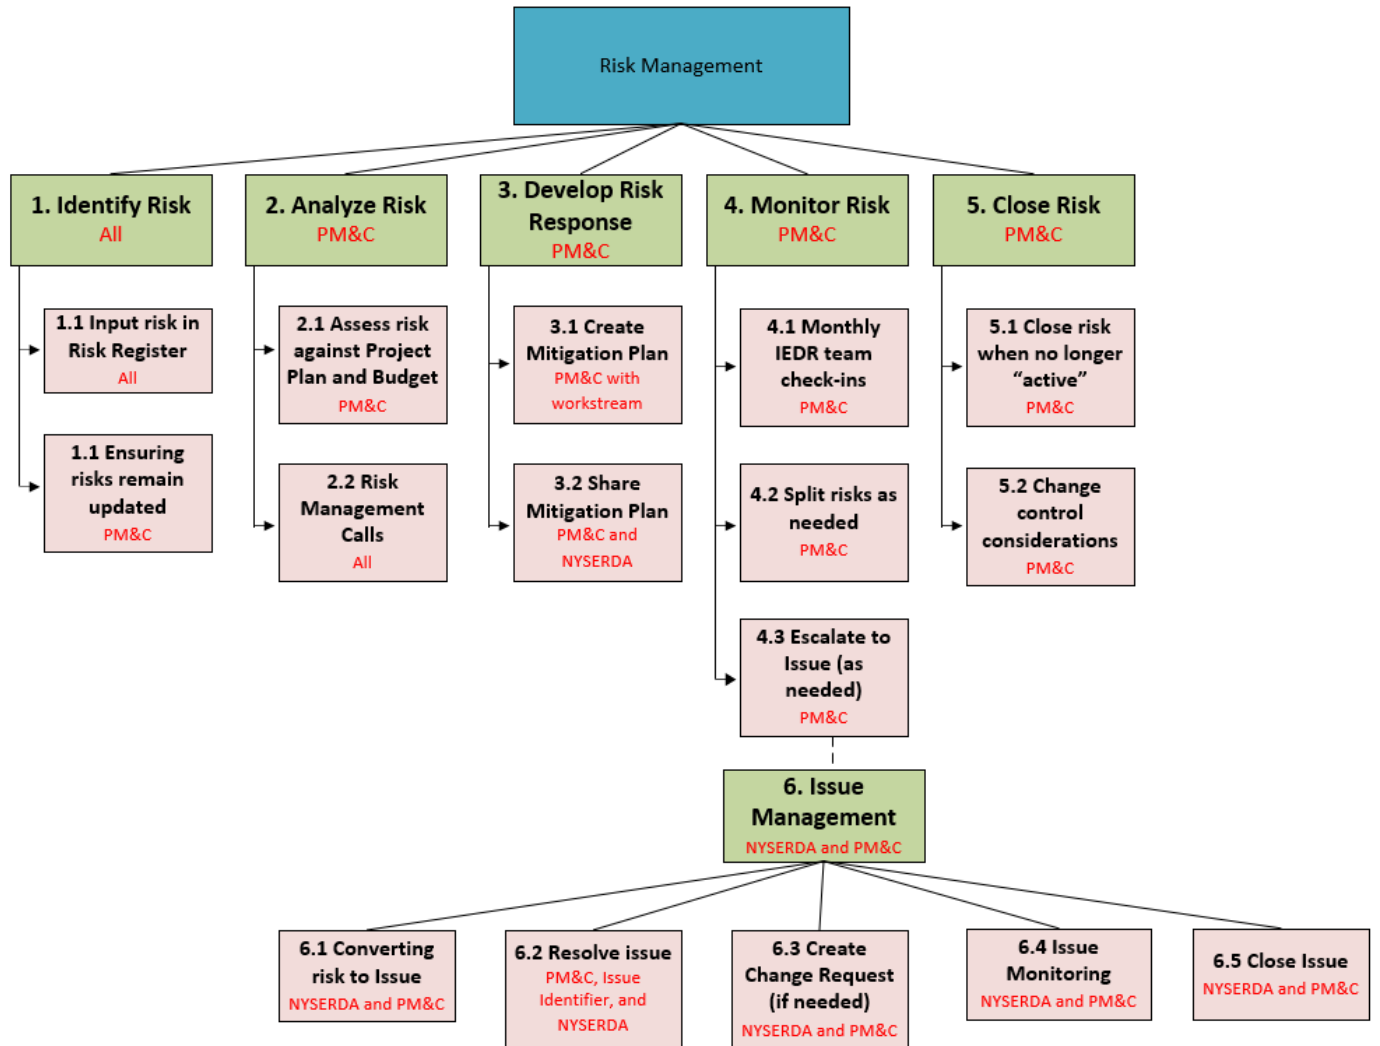 Risk Management
1. Identify Risk
All
2. Analyze Risk
PM&C
3. Develop Risk
Response
PM&C
4. Monitor Risk
PM&C
5. Close Risk
PM&C
1.1 Input risk in
Risk Register
All
1.1 Ensuring
risks remain
updated
PM&C
2.1 Assess risk
against Project
Plan and Budget
PM&C
2.2 Risk
Management
Calls
All
3.1 Create
Mitigation Plan
PM&C with
workstream
3.2 Share
Mitigation Plan
PM&C and
NYSERDA
4.1 Monthly
IEDR team
check-ins
PM&C
4.2 Split risks as
needed
PM&C
4.3 Escalate to
Issue (as
needed)
PM&C
5.1 Close risk
when no longer
“active”
PM&C
5.2 Change
control
considerations
PM&C
6. Issue
Management
NYSERDA and PM&C
6.1 Converting
risk to Issue
NYSERDA and PM&C
6.2 Resolve issue
PM&C, Issue
Identifier, and
NYSERDA
6.3 Create
Change Request
(if needed)
NYSERDA and PM&C
6.4 Issue
Monitoring
NYSERDA and PM&C
6.5 Close Issue
NYSERDA and PM&C